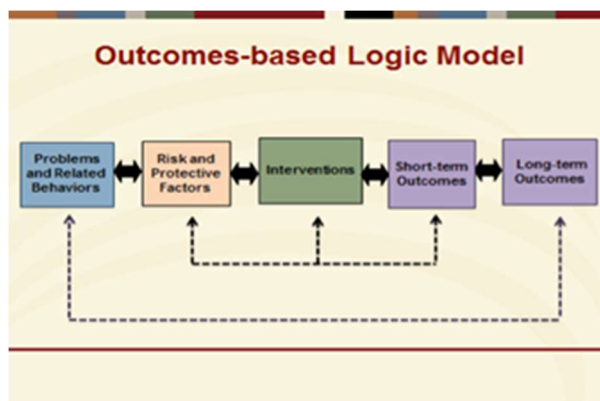 Outcomes-based Logic Model
Problems
and Related
Behaviors
Risk and
Protective
Factors
Interventions
Short-term
Outcomes
Long-term
Outcomes